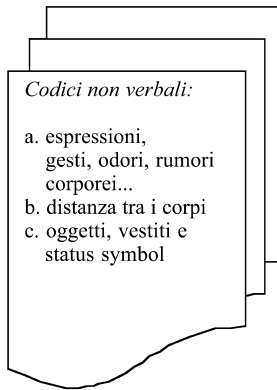 Codici non verbali:
a. espressioni,
gesti, odori, rumori
corporei...
b. distanza tra i corpi
c. oggetti, vestiti e
status symbol